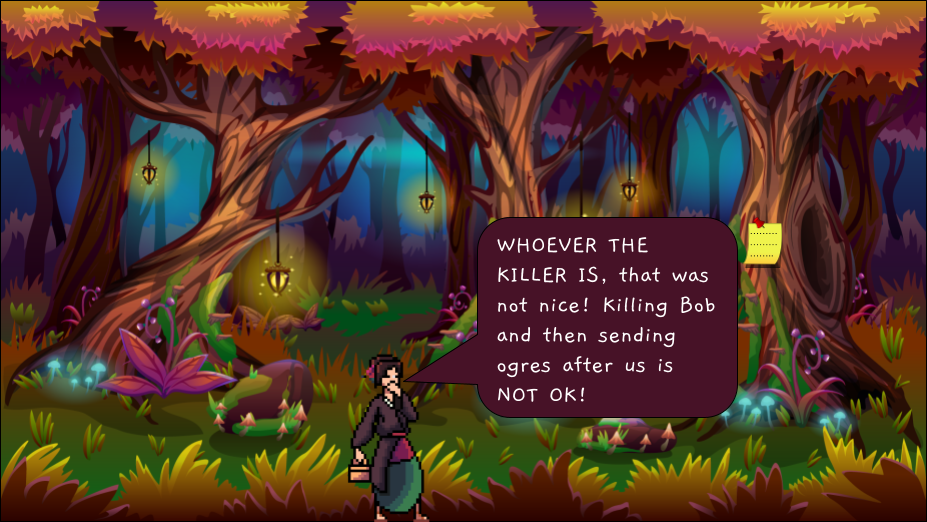 WHOEVER THE
KILLER IS, that was
not nice! Killing Bob
and then sending
ogres after us is
NOT OK!